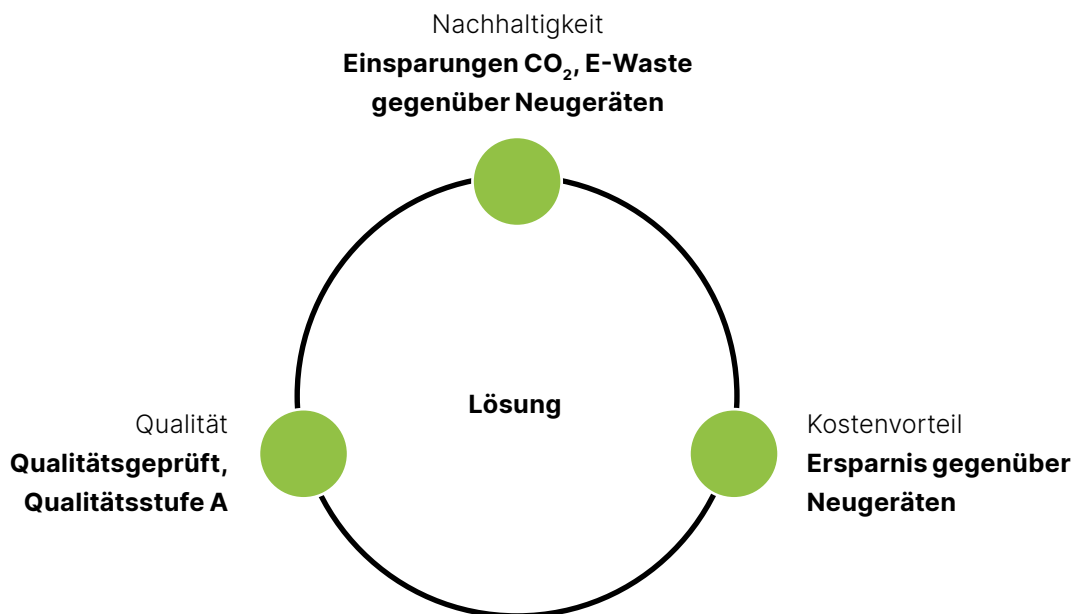 Nachhaltigkeit
Einsparungen CO₂, E-Waste
gegenüber Neugeräten
Lösung
Qualität
Qualitätsgeprüft,
Qualitätsstufe A
Kostenvorteil
Ersparnis gegenüber
Neugeräten